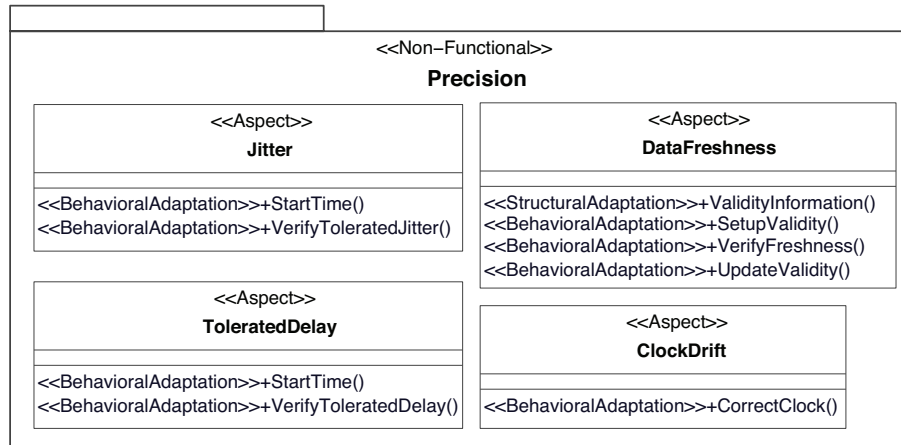 <<Non−Functional>>
Precision
<<Aspect>>
Jitter
<<BehavioralAdaptation>>+StartTime()
<<BehavioralAdaptation>>+VerifyToleratedJitter()
<<Aspect>>
DataFreshness
<<StructuralAdaptation>>+ValidityInformation()
<<BehavioralAdaptation>>+SetupValidity()
<<BehavioralAdaptation>>+VerifyFreshness()
<<BehavioralAdaptation>>+UpdateValidity()
<<Aspect>>
ToleratedDelay
<<BehavioralAdaptation>>+StartTime()
<<BehavioralAdaptation>>+VerifyToleratedDelay()
<<Aspect>>
ClockDrift
<<BehavioralAdaptation>>+CorrectClock()